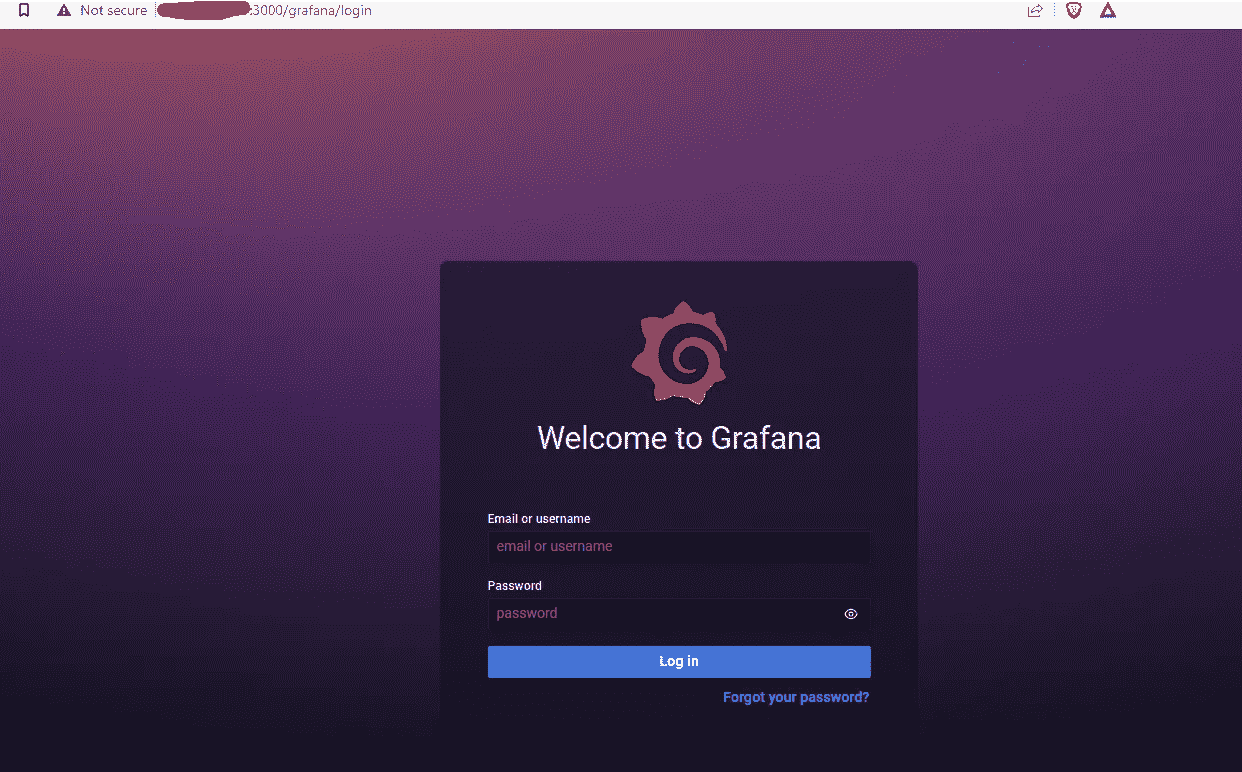 Not secure :3000/grafana/login
Welcome to Grafana
Email or username
email or username
Password
password
Log in
Forgot your password?